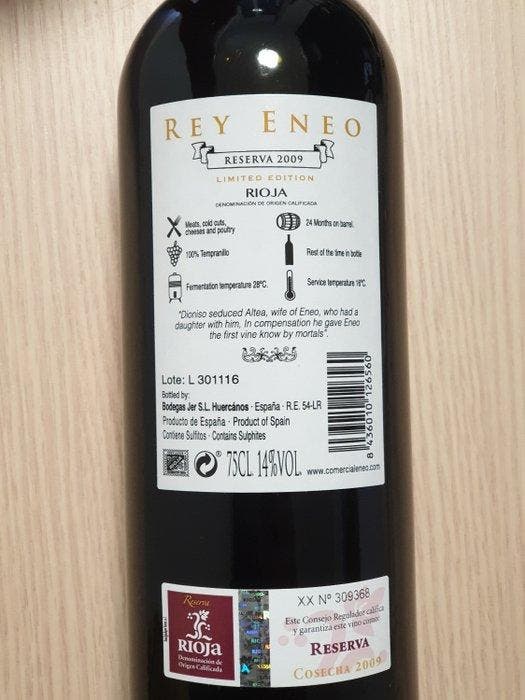 REY ENEO
RESERVA 2009
LIMITED EDITION
RIOJA
DENOMINACIÓN DE ORIGEN CALIFICADA
Meats, cold cuts,
cheeses and poultry
24 Months on barrel.
100% Tempranillo
Rest of the time in bottle
Fermentation temperature 28ºC.
Service temperature 16ºC.
"Dioniso seduced Altea, wife of Eneo, who had a
daughter with him, In compensation he gave Eneo
the first vine know by mortals".
Lote: L 301116
Bottled by:
Bodegas Jer S.L. Huércanos · España · R.E. 54-LR
Producto de España · Product of Spain
Contiene Sulfitos · Contains Sulphites
75CL. 14%VOL.
www.comercialeneo.com
8 436010 126560
Reserva
RIOJA
Denominación de
Origen Calificada
XX Nº 309368
Este Consejo Regulador califica
y garantiza este vino como:
RESERVA
COSECHA 2009